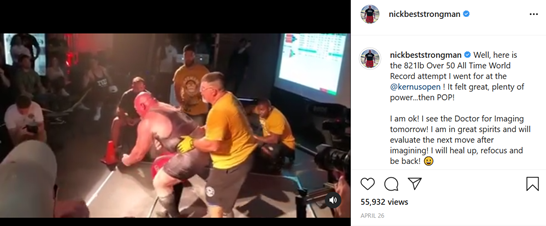 nickbeststrongman
nickbeststrongman Well, here is
the 821lb Over 50 All Time World
Record attempt I went for at the
@kernusopen ! It felt great, plenty of
power...then POP!
I am ok! I see the Doctor for Imaging
tomorrow! I am in great spirits and will
evaluate the next move after
imagining! I will heal up, refocus and
be back!
55,932 views
APRIL 26